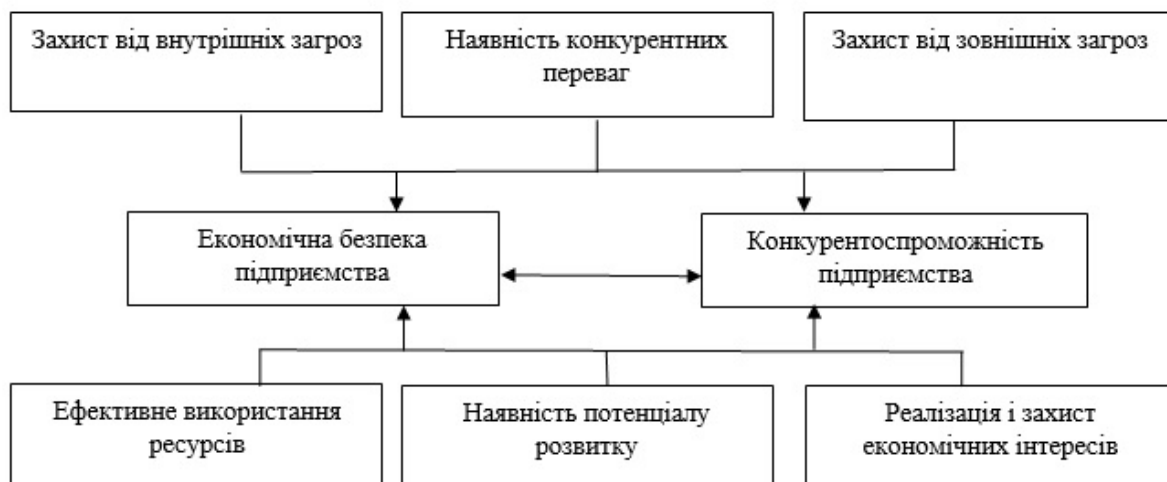 Захист від внутрішніх загроз
Наявність конкурентних
переваг
Захист від зовнішніх загроз
Економічна безпека
підприємства
Конкурентоспроможність
підприємства
Ефективне використання
ресурсів
Наявність потенціалу
розвитку
Реалізація і захист
економічних інтересів